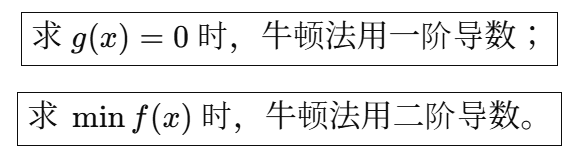 求 g(x) = 0 时，牛顿法用一阶导数；
求 min f(x) 时，牛顿法用二阶导数。